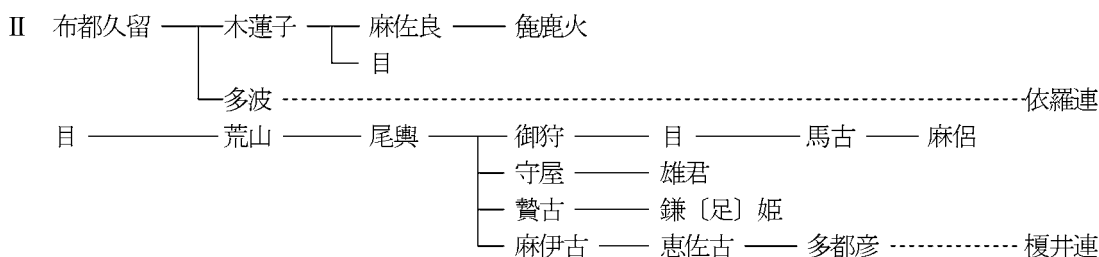 Ⅱ 布都久留 木蓮子 麻佐良 麁鹿火
目
多波 依羅連
目 荒山 尾輿 御狩 目 馬古 麻侶
守屋 雄君
贄古 鎌〔足〕姫
麻伊古 恵佐古 多都彦 榎井連